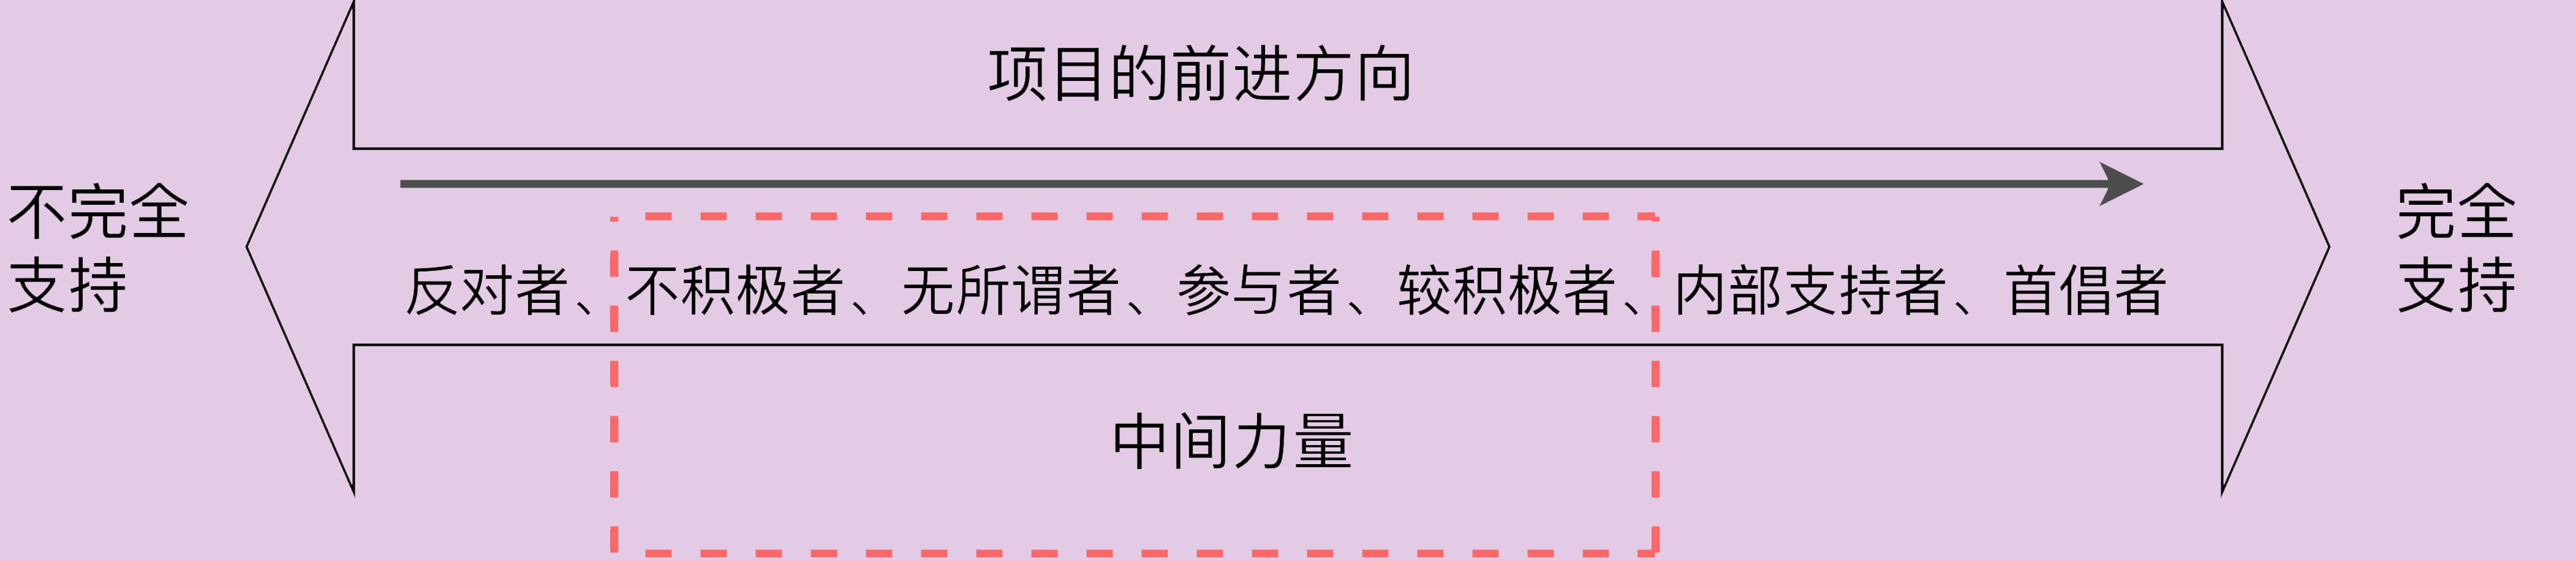 项目的前进方向
不完全
支持
反对者、不积极者、无所谓者、参与者、较积极者、内部支持者、首倡者
完全
支持
中间力量